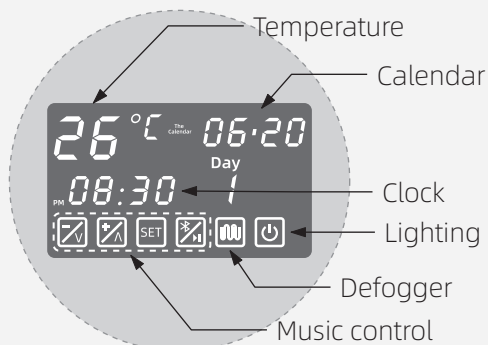 Temperature
Calendar
26 °C The Calendar 06·20
Day
PM 08:30 1
Clock
SET
Lighting
Defogger
Music control